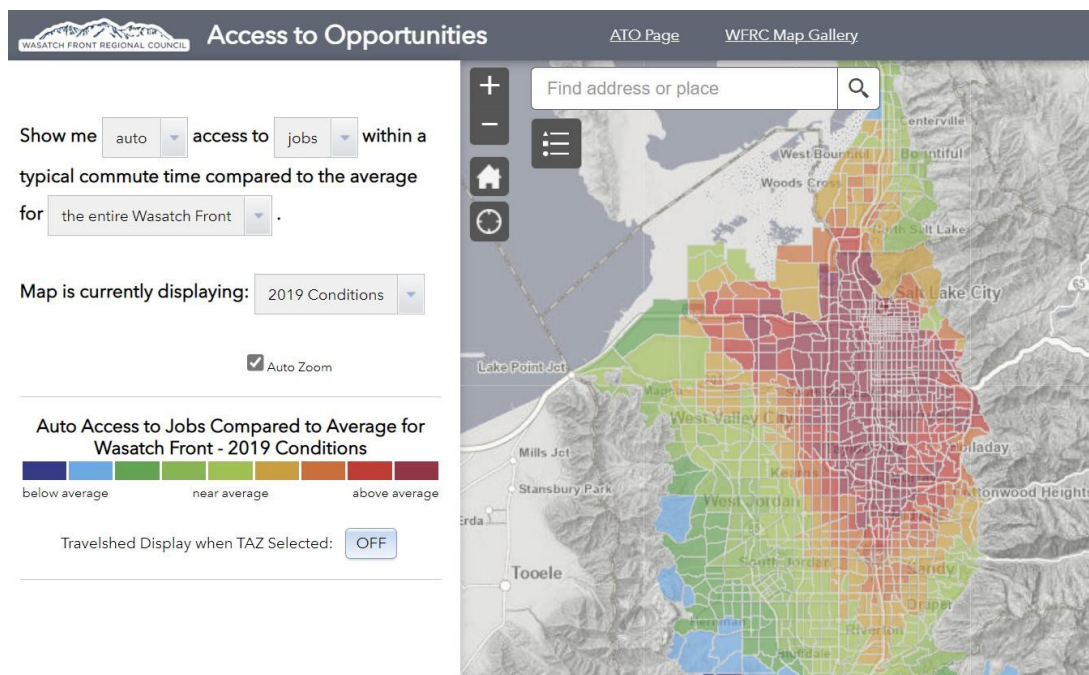 WASATCH FRONT REGIONAL COUNCIL
Access to Opportunities
ATO Page
WFRC Map Gallery
Show me auto access to jobs within a
typical commute time compared to the average
for the entire Wasatch Front .
Map is currently displaying: 2019 Conditions
Auto Zoom
Auto Access to Jobs Compared to Average for
Wasatch Front - 2019 Conditions
below average near average above average
Travelshed Display when TAZ Selected: OFF
+
Find address or place
−
Centerville
West Bountiful
Bountiful
Woods Cross
North Salt Lake
Salt Lake City
65
Lake Point Jct
Magna
West Valley City
Holladay
Mills Jct
Kearns
Stansbury Park
Cottonwood Heights
West Jordan
Erda
South Jordan
Sandy
Tooele
Draper
Herriman
Riverton
Bluffdale